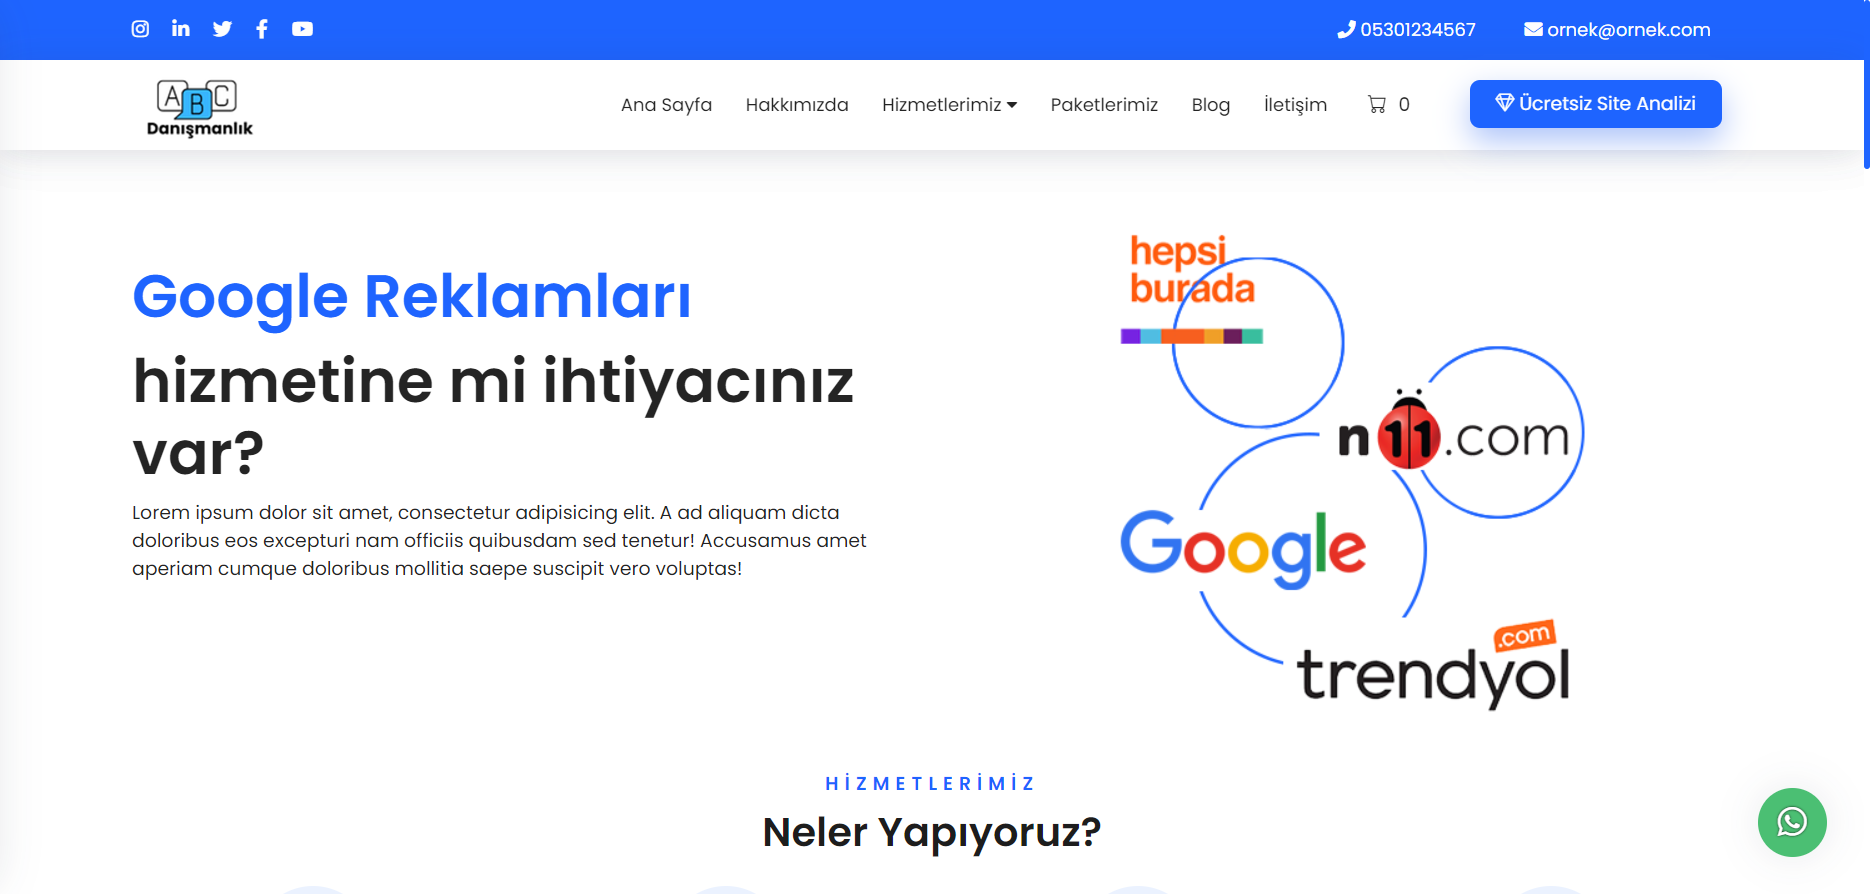 05301234567
ornek@ornek.com
ABC
Danışmanlık
Ana Sayfa
Hakkımızda
Hizmetlerimiz
Paketlerimiz
Blog
İletişim
0
Ücretsiz Site Analizi
Google Reklamları
hizmetine mi ihtiyacınız
var?
Lorem ipsum dolor sit amet, consectetur adipisicing elit. A ad aliquam dicta
doloribus eos excepturi nam officiis quibusdam sed tenetur! Accusamus amet
aperiam cumque doloribus mollitia saepe suscipit vero voluptas!
hepsi
burada
n11.com
Google
trendyol
.com
HİZMETLERİMİZ
Neler Yapıyoruz?